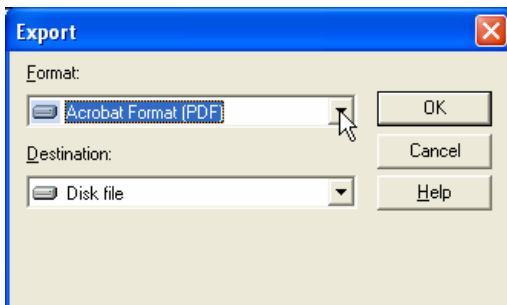 Export
Format:
Acrobat Format (PDF)
OK
Destination:
Cancel
Disk file
Help